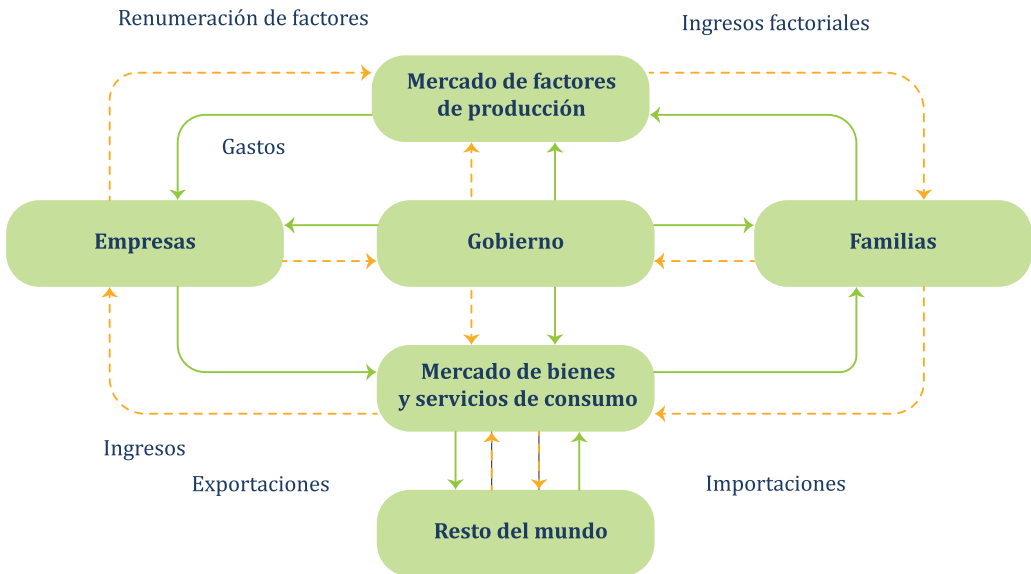 Renumeración de factores
Ingresos factoriales
Mercado de factores
de producción
Gastos
Empresas
Gobierno
Familias
Mercado de bienes
y servicios de consumo
Ingresos
Exportaciones
Importaciones
Resto del mundo